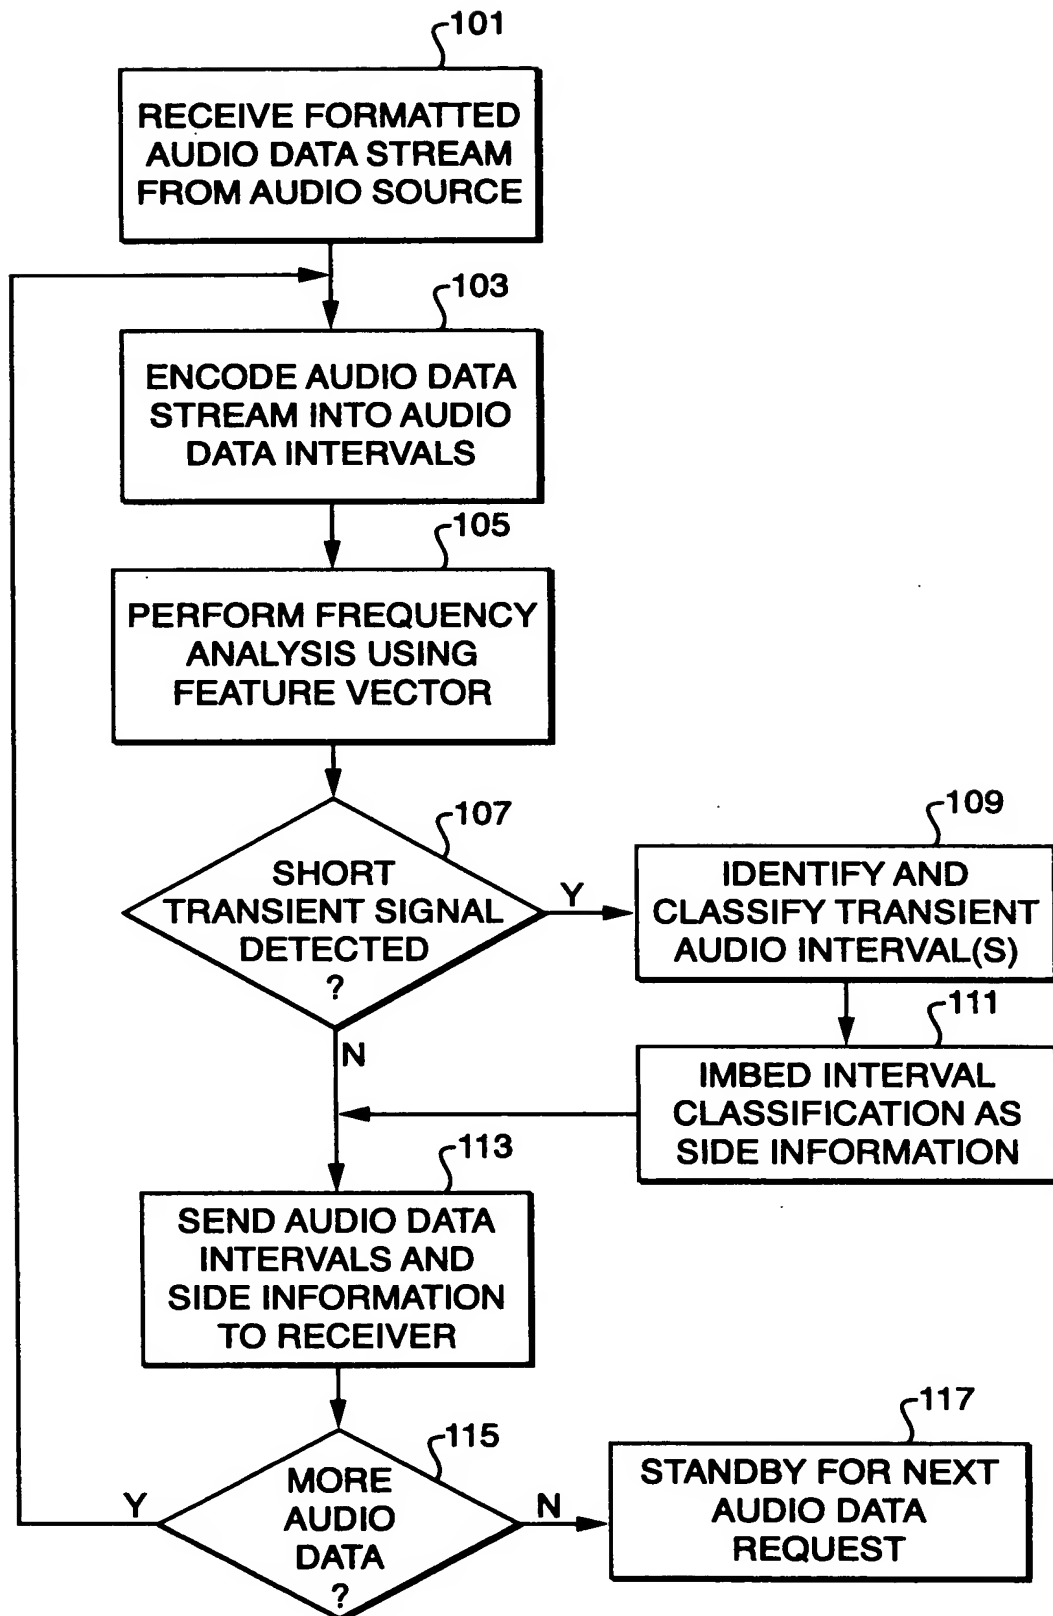 101
RECEIVE FORMATTED
AUDIO DATA STREAM
FROM AUDIO SOURCE
103
ENCODE AUDIO DATA
STREAM INTO AUDIO
DATA INTERVALS
105
PERFORM FREQUENCY
ANALYSIS USING
FEATURE VECTOR
107
SHORT
TRANSIENT SIGNAL
DETECTED
?
Y
109
IDENTIFY AND
CLASSIFY TRANSIENT
AUDIO INTERVAL(S)
N
111
IMBED INTERVAL
CLASSIFICATION AS
SIDE INFORMATION
113
SEND AUDIO DATA
INTERVALS AND
SIDE INFORMATION
TO RECEIVER
115
MORE
AUDIO
DATA
?
Y
N
117
STANDBY FOR NEXT
AUDIO DATA
REQUEST